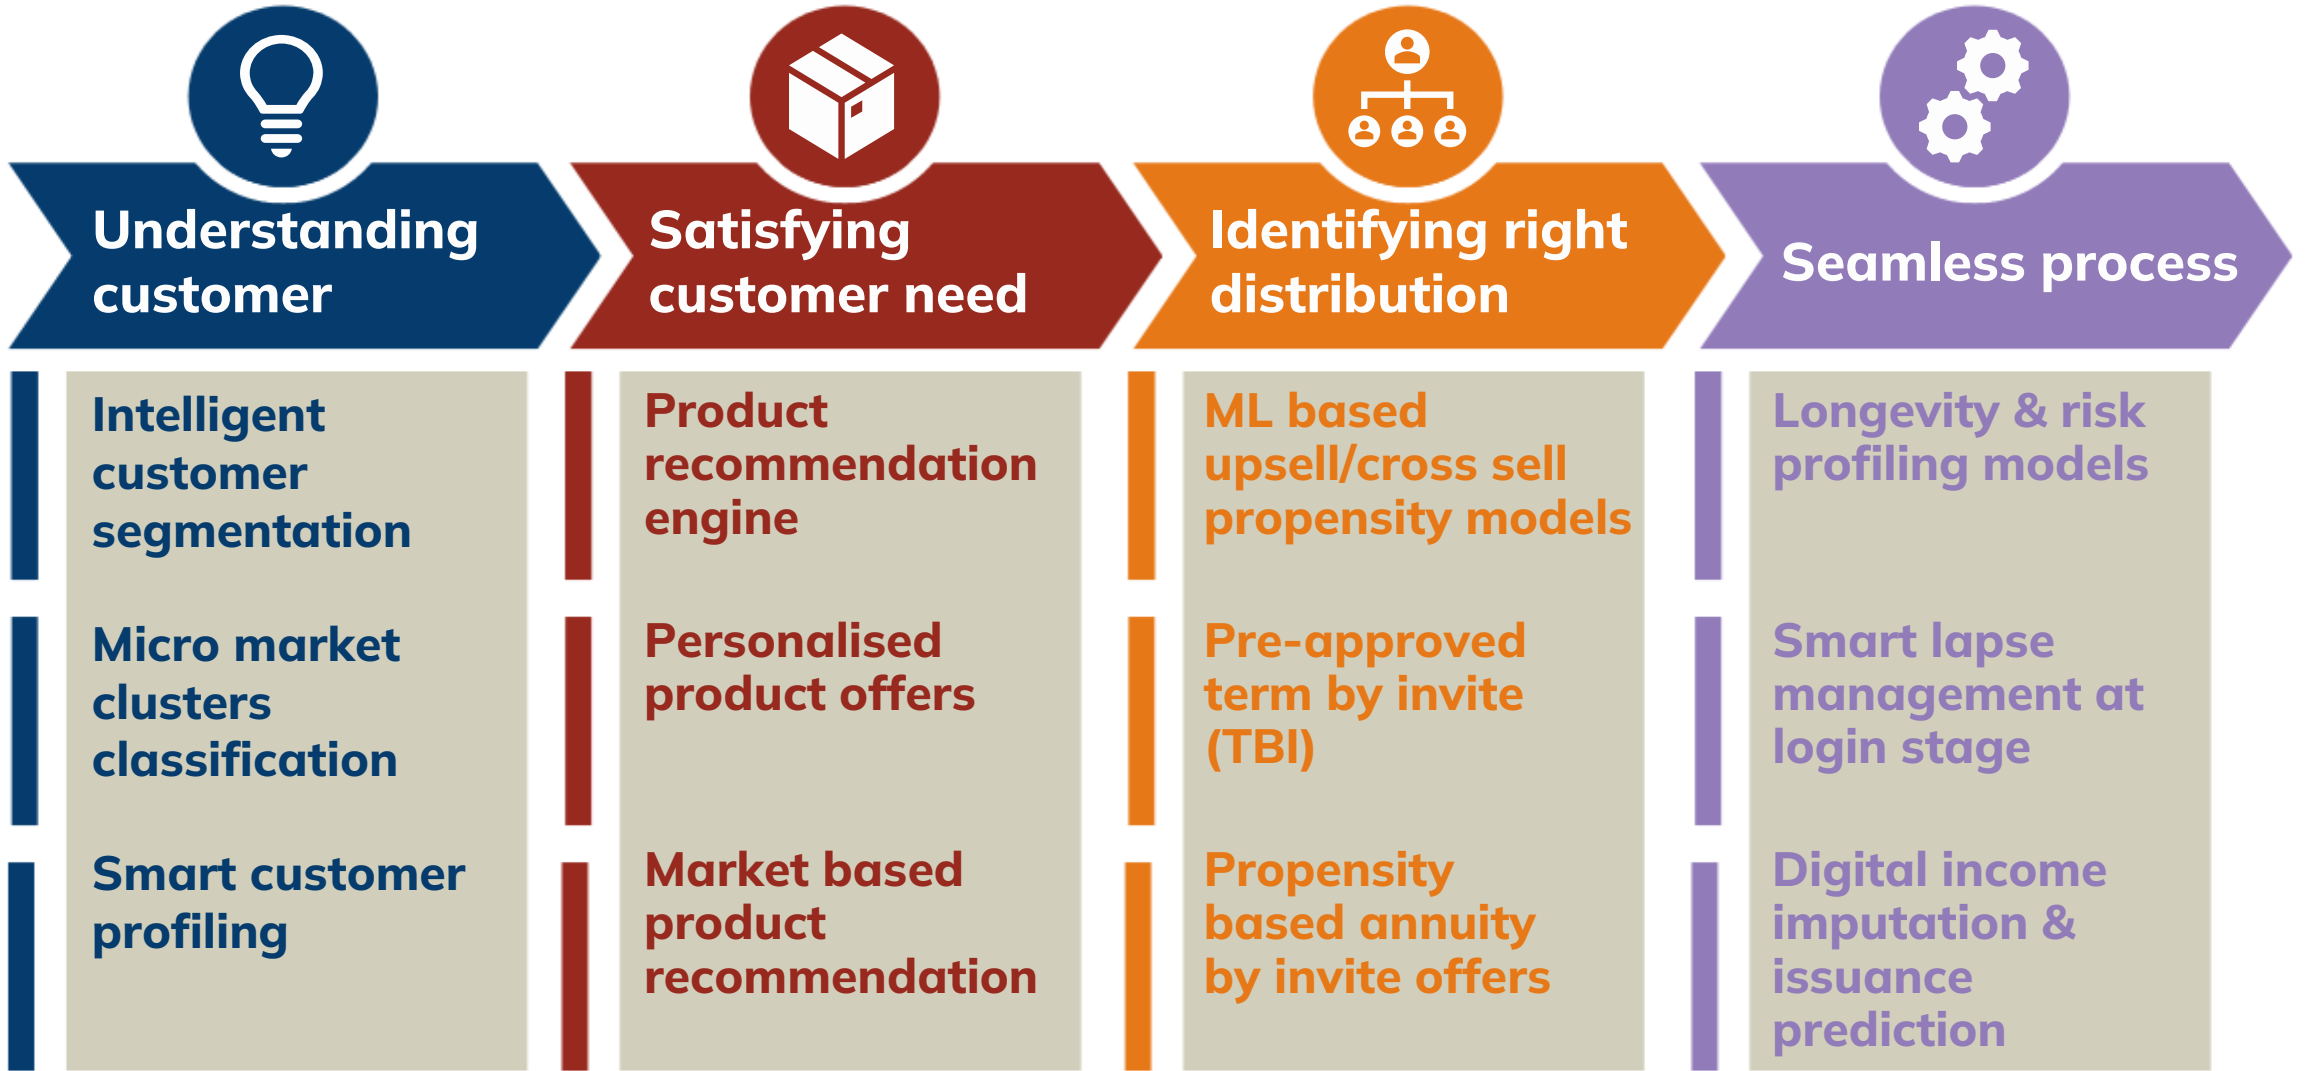 Understanding
customer
Intelligent
customer
segmentation
Micro market
clusters
classification
Smart customer
profiling
Satisfying
customer need
Product
recommendation
engine
Personalised
product offers
Market based
product
recommendation
Identifying right
distribution
ML based
upsell/cross sell
propensity models
Pre-approved
term by invite
(TBI)
Propensity
based annuity
by invite offers
Seamless process
Longevity & risk
profiling models
Smart lapse
management at
login stage
Digital income
imputation &
issuance
prediction